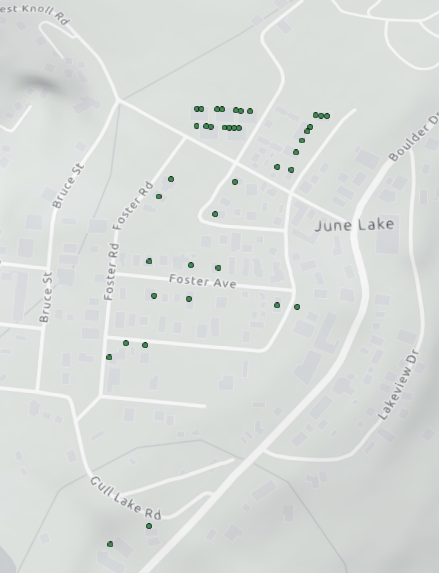 est Knoll Rd
Boulder Dr
Bruce St
Foster Rd
June Lake
Foster Rd
Foster Ave
Bruce St
Lakeview Dr
Gull Lake Rd